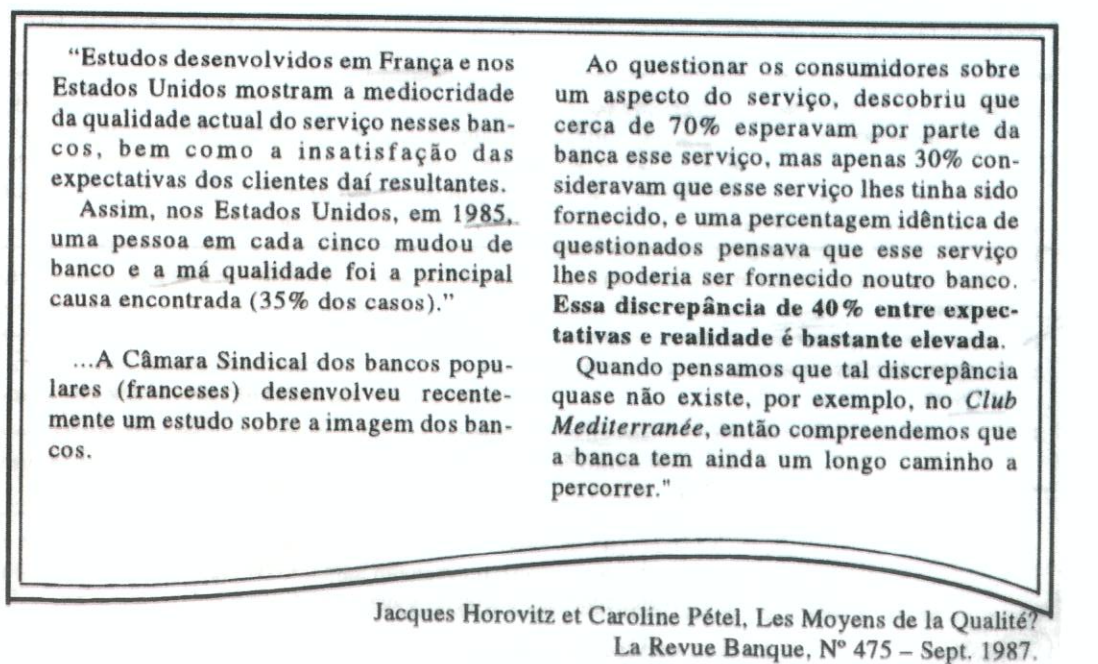 “Estudos desenvolvidos em França e nos
Estados Unidos mostram a mediocridade
da qualidade actual do serviço nesses ban-
cos, bem como a insatisfação das
expectativas dos clientes daí resultantes.
Assim, nos Estados Unidos, em 1985,
uma pessoa em cada cinco mudou de
banco e a má qualidade foi a principal
causa encontrada (35% dos casos).”
...A Câmara Sindical dos bancos popu-
lares (franceses) desenvolveu recente-
mente um estudo sobre a imagem dos ban-
cos.
Ao questionar os consumidores sobre
um aspecto do serviço, descobriu que
cerca de 70% esperavam por parte da
banca esse serviço, mas apenas 30% con-
sideravam que esse serviço lhes tinha sido
fornecido, e uma percentagem idêntica de
questionados pensava que esse serviço
lhes poderia ser fornecido noutro banco.
Essa discrepância de 40% entre expec-
tativas e realidade é bastante elevada.
Quando pensamos que tal discrepância
quase não existe, por exemplo, no Club
Mediterranée, então compreendemos que
a banca tem ainda um longo caminho a
percorrer."
Jacques Horovitz et Caroline Pétel, Les Moyens de la Qualité?
La Revue Banque, Nº 475 – Sept. 1987.